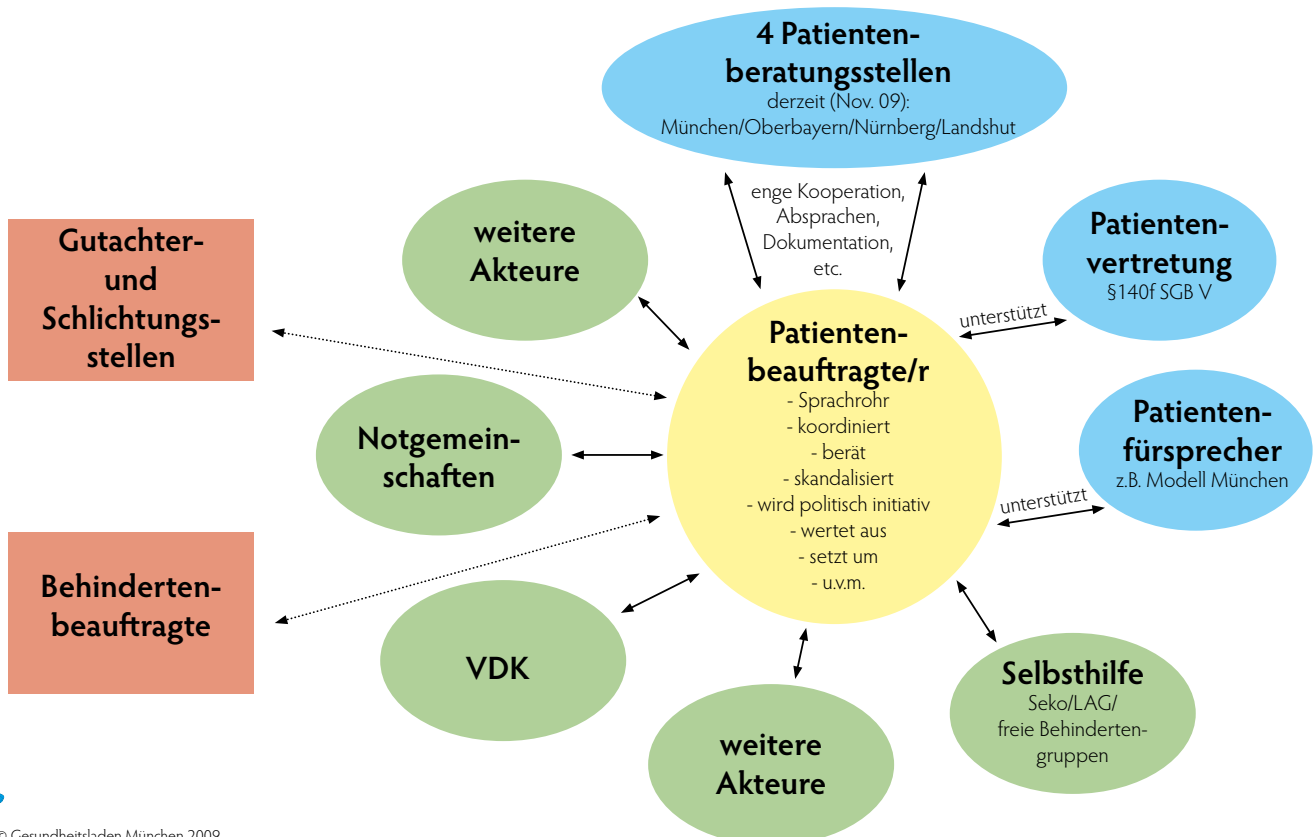 4 Patienten-
beratungsstellen
derzeit (Nov. 09):
München/Oberbayern/Nürnberg/Landshut
enge Kooperation,
Absprachen,
Dokumentation,
etc.
weitere
Akteure
Patienten-
vertretung
§140f SGB V
Gutachter-
und
Schlichtungs-
stellen
unterstützt
Patienten-
beauftragte/r
- Sprachrohr
- koordiniert
- berät
- skandalisiert
- wird politisch initiativ
- wertet aus
- setzt um
- u.v.m.
Notgemein-
schaften
Patienten-
fürsprecher
z.B. Modell München
unterstützt
Behinderten-
beauftragte
VDK
Selbsthilfe
Seko/LAG/
freie Behinderten-
gruppen
weitere
Akteure
© Gesundheitsladen München 2009